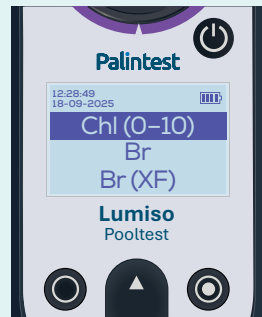 Palintest
12:28:49
18-09-2025
Chl (0–10)
Br
Br (XF)
Lumiso
Pooltest